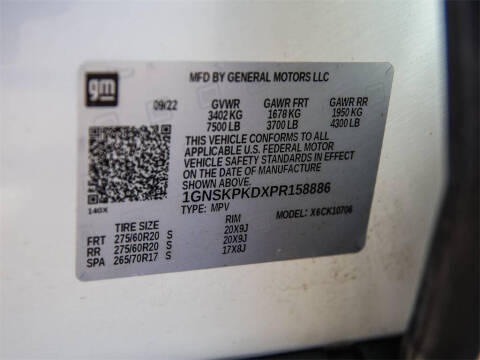 MFD BY GENERAL MOTORS LLC
gm
09/22 GVWR GAWR FRT GAWR RR
3402 KG 1678 KG 1950 KG
7500 LB 3700 LB 4300 LB
THIS VEHICLE CONFORMS TO ALL
APPLICABLE U.S. FEDERAL MOTOR
VEHICLE SAFETY STANDARDS IN EFFECT
ON THE DATE OF MANUFACTURE
1GNSKPKDXPR158886
140X TYPE: MPV MODEL: X6CK10706
TIRE SIZE RIM
FRT 275/60R20 S 20X9J
RR 275/60R20 S 20X9J
SPA 265/70R17 S 17X8J